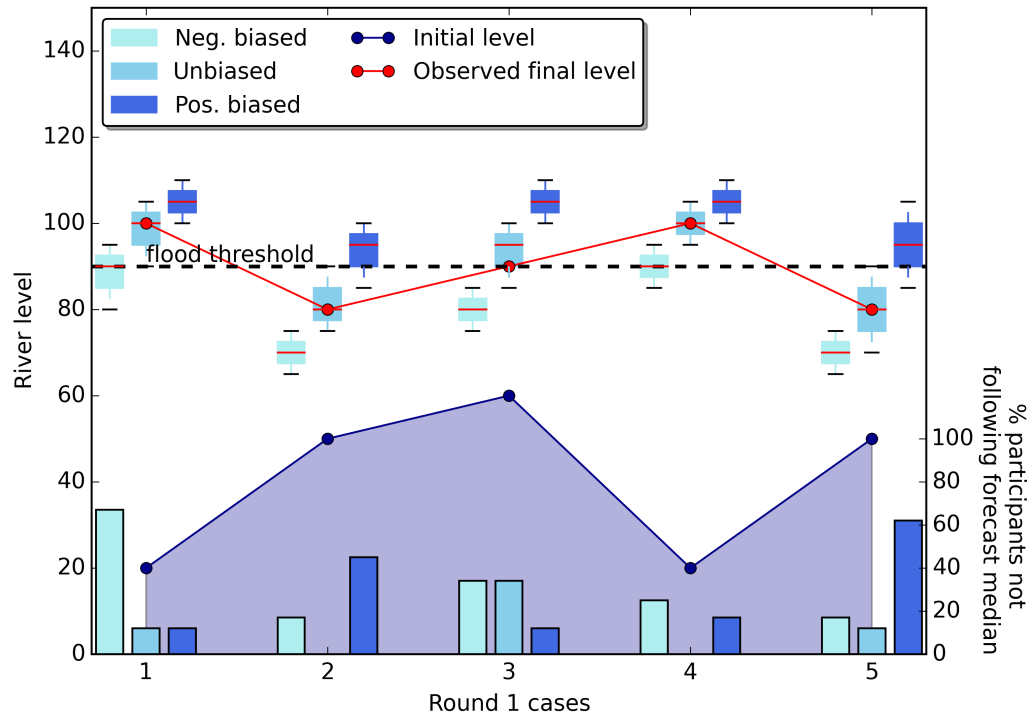 Neg. biased
Unbiased
Pos. biased
Initial level
Observed final level
140
120
100
80
60
40
20
0
River level
flood threshold
100
80
60
40
20
0
% participants not
following forecast median
1 2 3 4 5
Round 1 cases